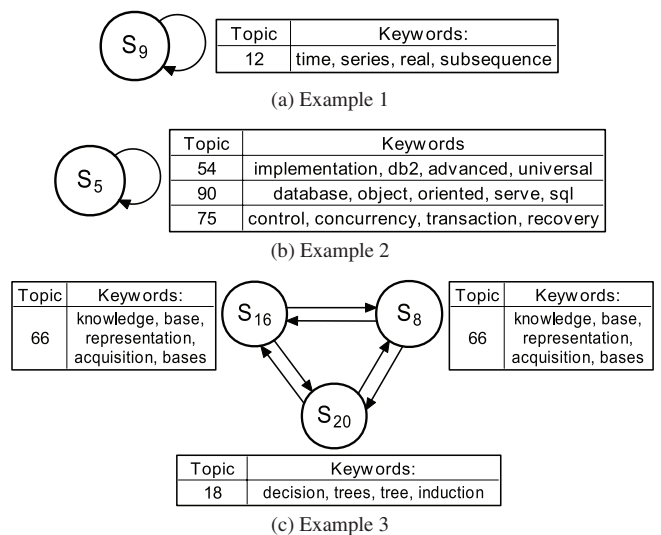 S9
Topic Keywords:
12 time, series, real, subsequence
(a) Example 1
S5
Topic Keywords
54 implementation, db2, advanced, universal
90 database, object, oriented, serve, sql
75 control, concurrency, transaction, recovery
(b) Example 2
Topic Keywords:
66 knowledge, base,
representation,
acquisition, bases
S16
S8
Topic Keywords:
66 knowledge, base,
representation,
acquisition, bases
S20
Topic Keywords:
18 decision, trees, tree, induction
(c) Example 3